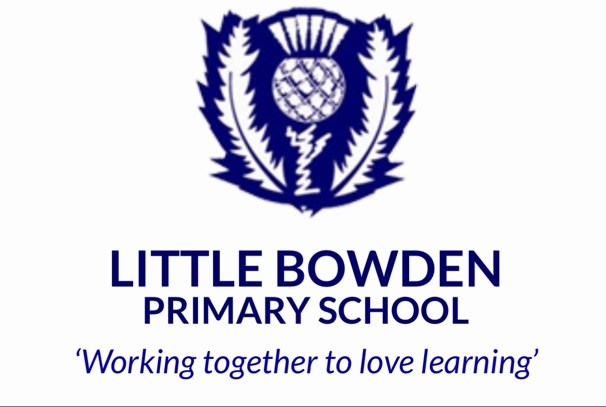 LITTLE BOWDEN
PRIMARY SCHOOL
‘Working together to love learning’